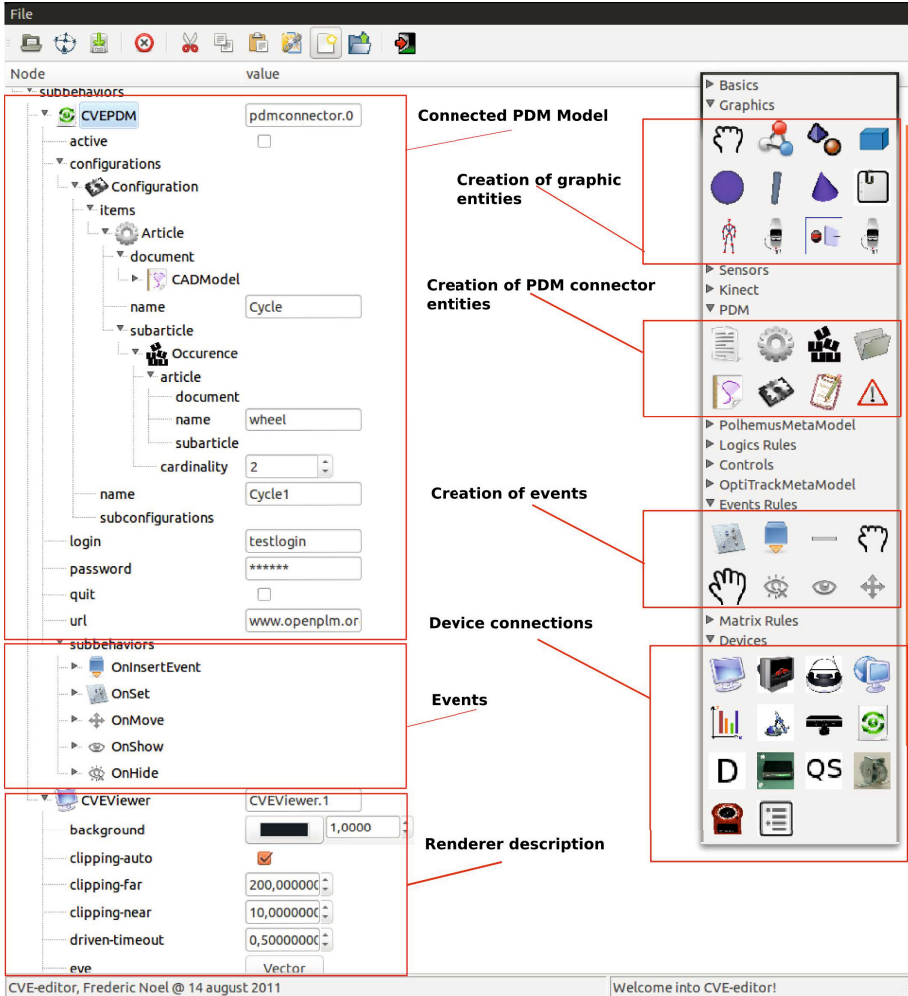 File
Node value
subbehaviors
CVEPDM pdmconnector.0
active
configurations
Configuration
items
Article
document
CADModel
name Cycle
subarticle
Occurence
article
document
name wheel
subarticle
cardinality 2
name Cycle1
subconfigurations
login testlogin
password ******
quit
url www.openplm.or
subbehaviors
OnInsertEvent
OnSet
OnMove
OnShow
OnHide
CVEViewer CVEViewer.1
background 1,0000
clipping-auto
clipping-far 200,000000
clipping-near 10,0000000
driven-timeout 0,50000000
eye Vector
Connected PDM Model
Creation of graphic
entities
Creation of PDM connector
entities
Creation of events
Device connections
Events
Renderer description
Basics
Graphics
Sensors
Kinect
PDM
PolhemusMetaModel
Logics Rules
Controls
OptiTrackMetaModel
Events Rules
Matrix Rules
Devices
D
QS
CVE-editor, Frederic Noel @ 14 august 2011
Welcome into CVE-editor!